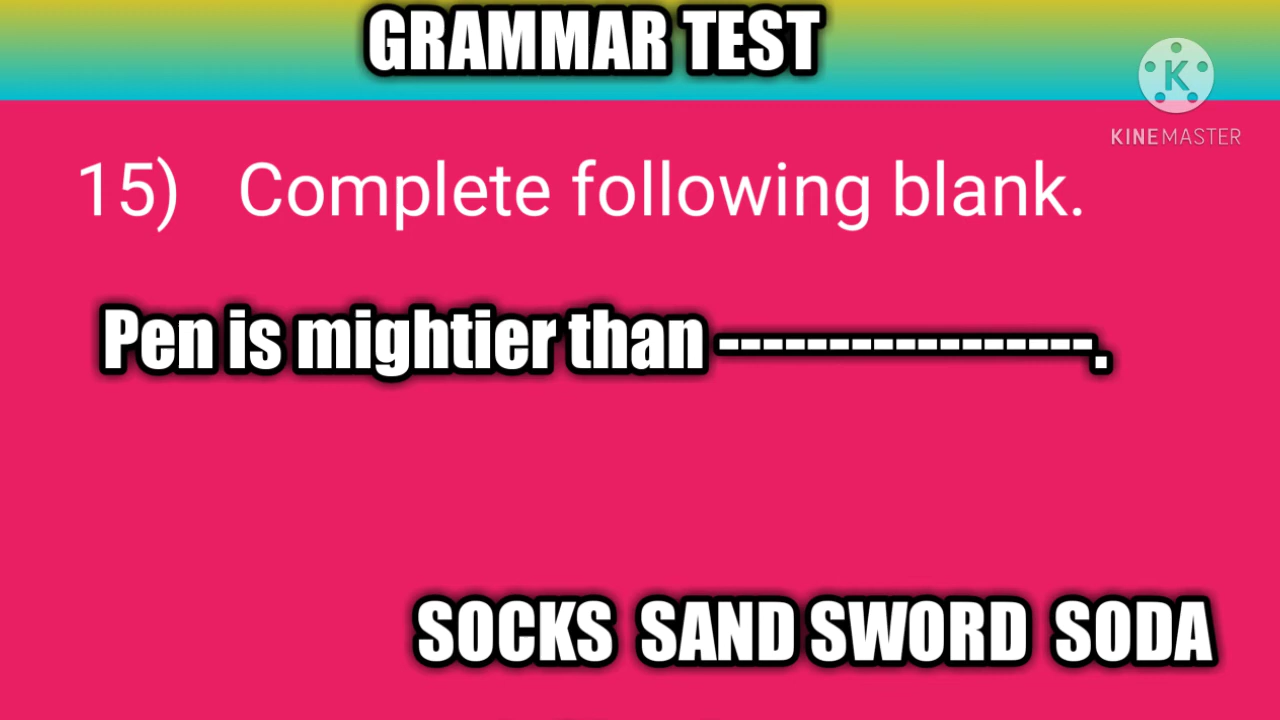 GRAMMAR TEST
K
KINEMASTER
15) Complete following blank.
Pen is mightier than -----------------.
SOCKS SAND SWORD SODA